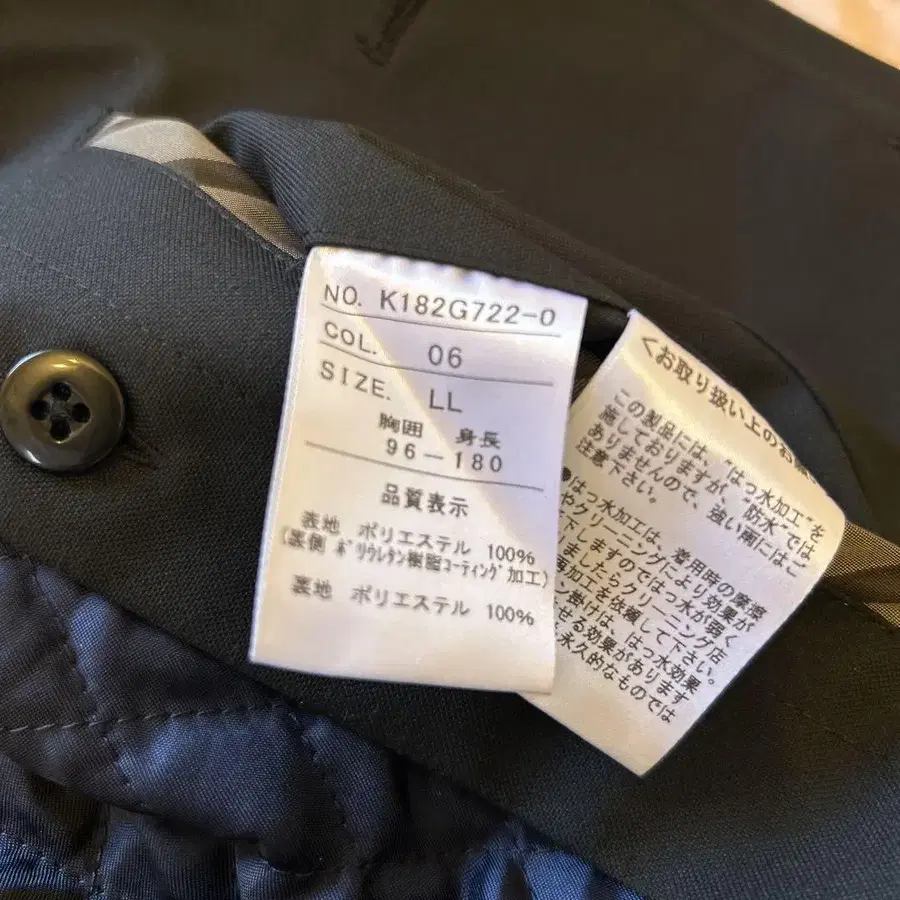 NO. K182G722-0
COL. 06
SIZE. LL
胸囲 身長
96-180
品質表示
表地 ポリエステル 100%
(裏側 ポリウレタン樹脂コーティング加工)
裏地 ポリエステル 100%
<お取り扱い上のお
この製品には、“はっ水加工”を
施しておりますが、“防水”では
ありませんので、強い雨にはご
注意下さい。
●はっ水加工は、着用時の摩擦
やクリーニングにより効果が
下しますのではっ水が弱く
ましたらクリーニング店
再加工を依頼して下さい。
ン掛けは、はっ水効果
せる効果があります
永久的なものでは